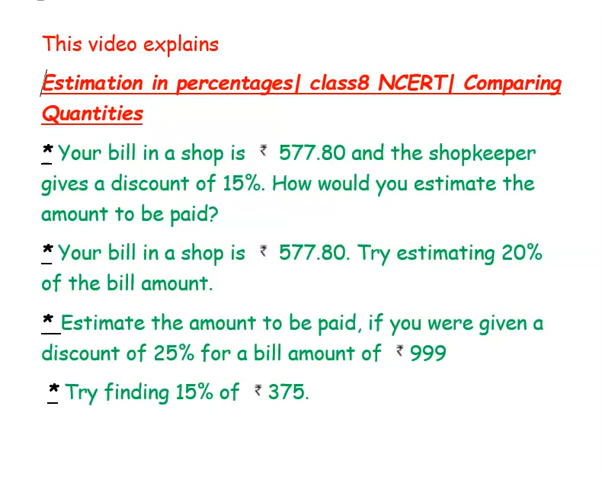 This video explains
Estimation in percentages| class8 NCERT| Comparing
Quantities
* Your bill in a shop is ₹ 577.80 and the shopkeeper
gives a discount of 15%. How would you estimate the
amount to be paid?
* Your bill in a shop is ₹ 577.80. Try estimating 20%
of the bill amount.
* Estimate the amount to be paid, if you were given a
discount of 25% for a bill amount of ₹ 999
* Try finding 15% of ₹ 375.